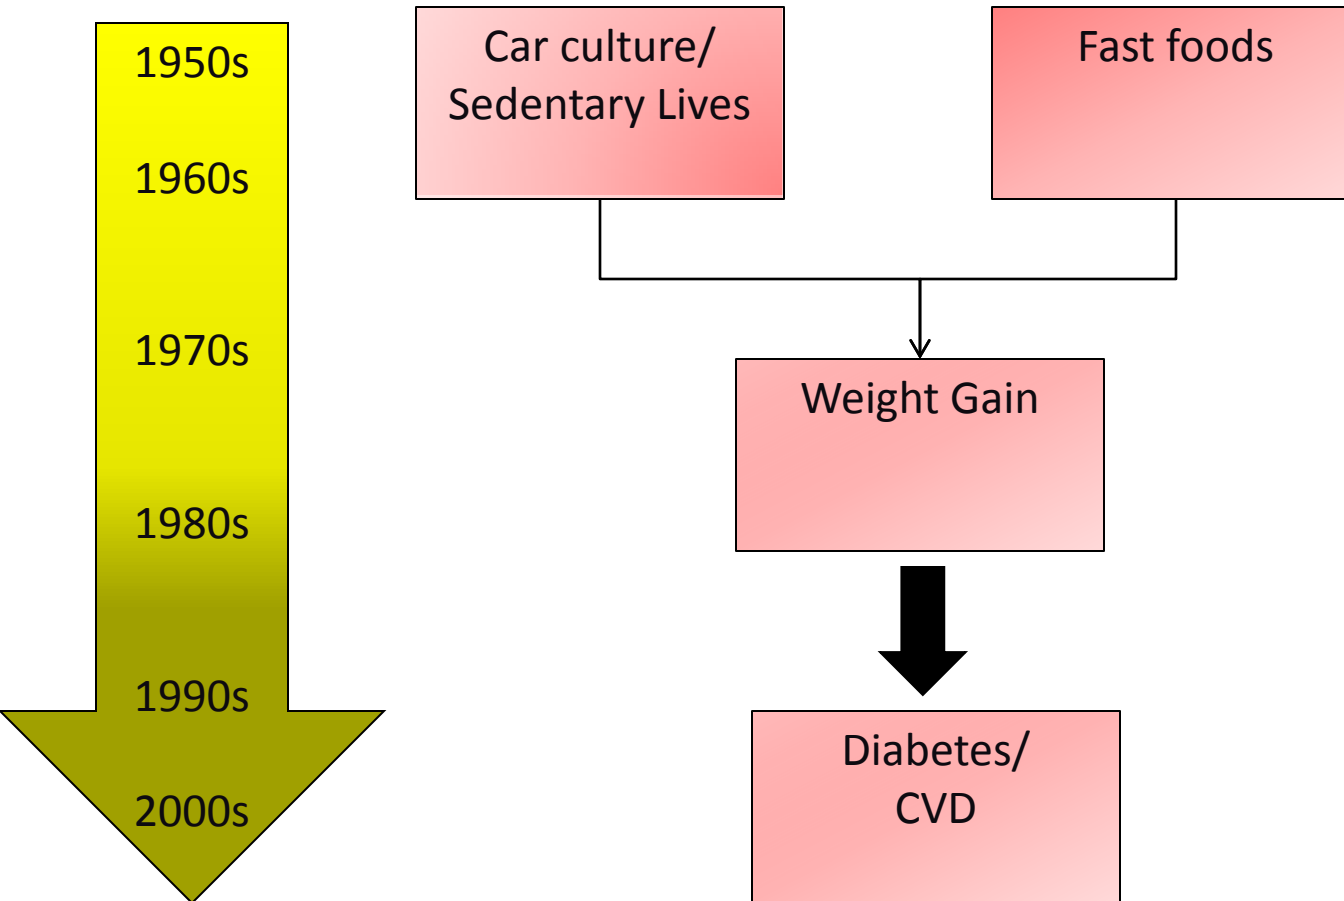 1950s
1960s
1970s
1980s
1990s
2000s
Car culture/
Sedentary Lives
Fast foods
Weight Gain
Diabetes/
CVD